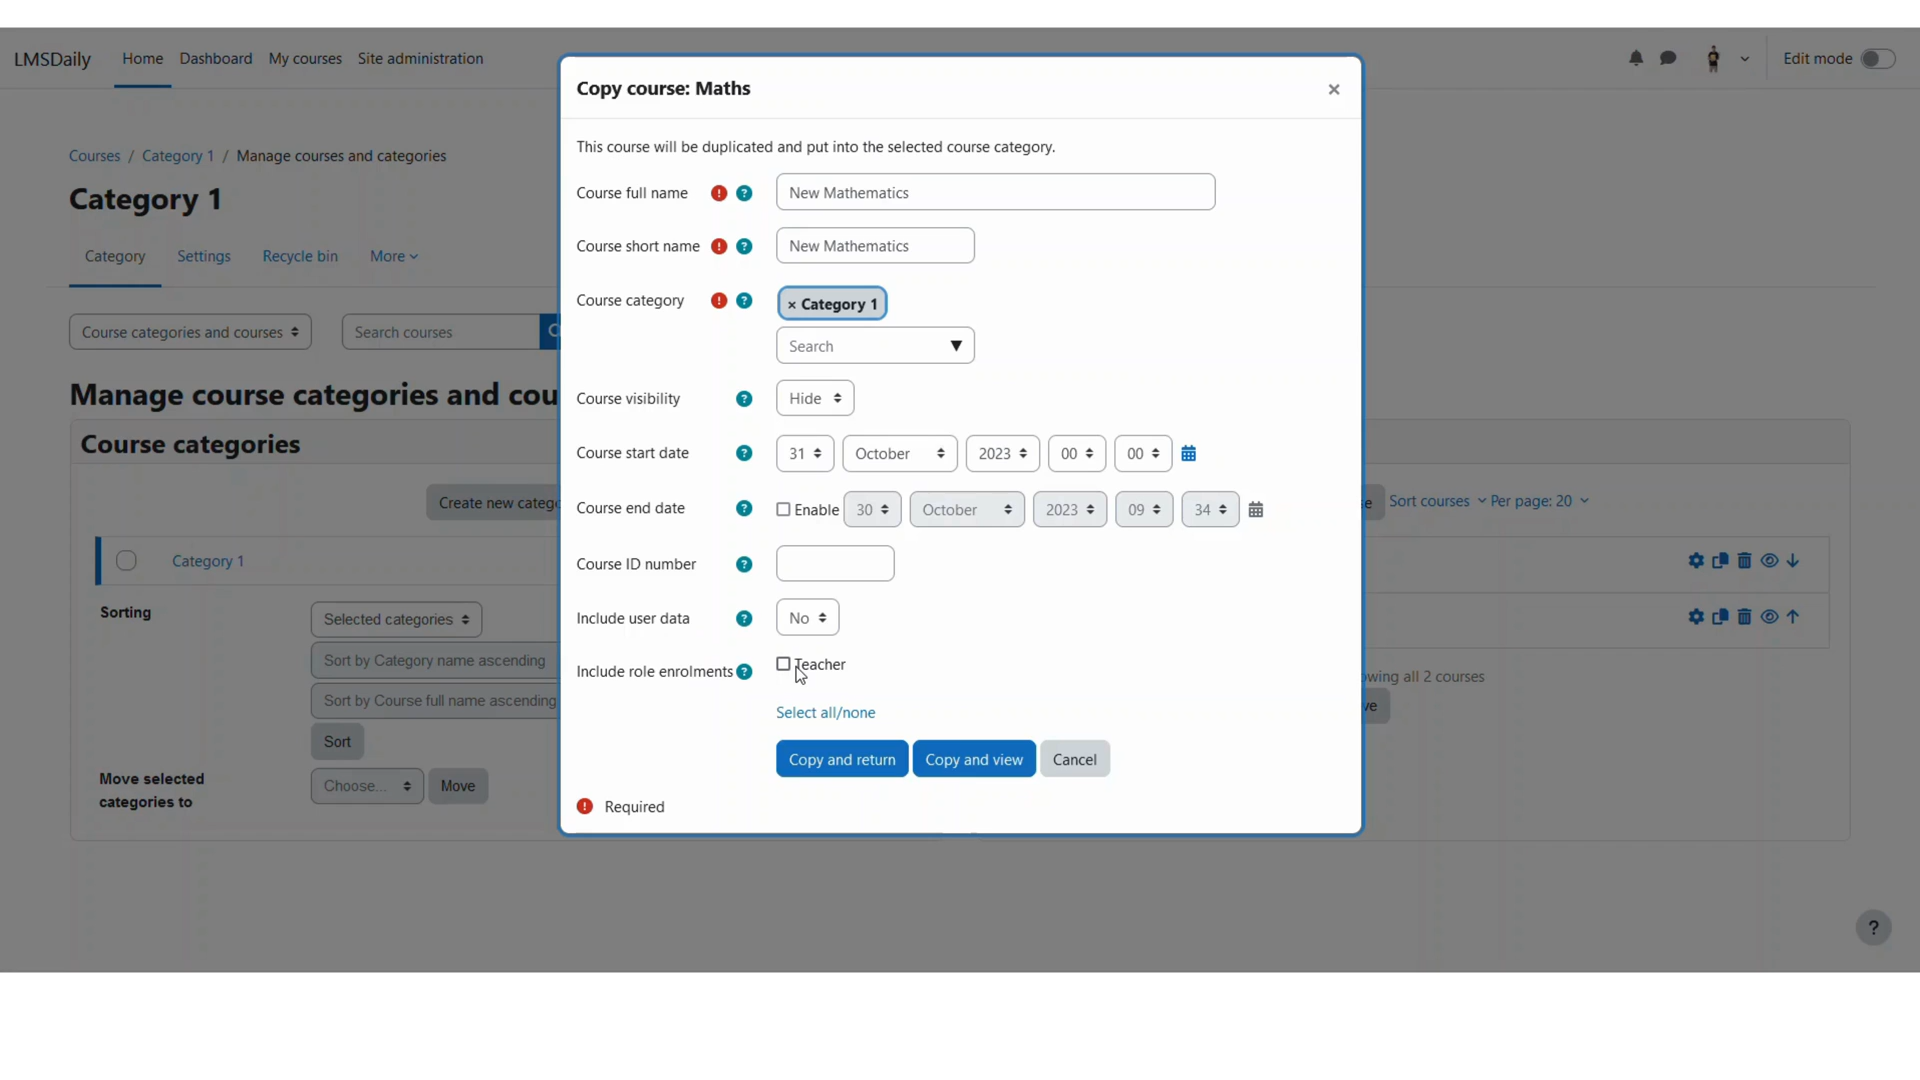 LMSDaily Home Dashboard My courses Site administration Edit mode
Courses / Category 1 / Manage courses and categories
Category 1
Category Settings Recycle bin More
Course categories and courses Search courses
Manage course categories and cou
Course categories
Create new catego
Sort courses Per page: 20
Category 1
Sorting Selected categories
Sort by Category name ascending
Sort by Course full name ascending
Sort
Move selected categories to Choose... Move
owing all 2 courses
ve
Copy course: Maths ×
This course will be duplicated and put into the selected course category.
Course full name ! ? New Mathematics
Course short name ! ? New Mathematics
Course category ! ? × Category 1
Search ▼
Course visibility ? Hide
Course start date ? 31 October 2023 00 00
Course end date ? Enable 30 October 2023 09 34
Course ID number ?
Include user data ? No
Include role enrolments ? Teacher
Select all/none
Copy and return Copy and view Cancel
! Required
?